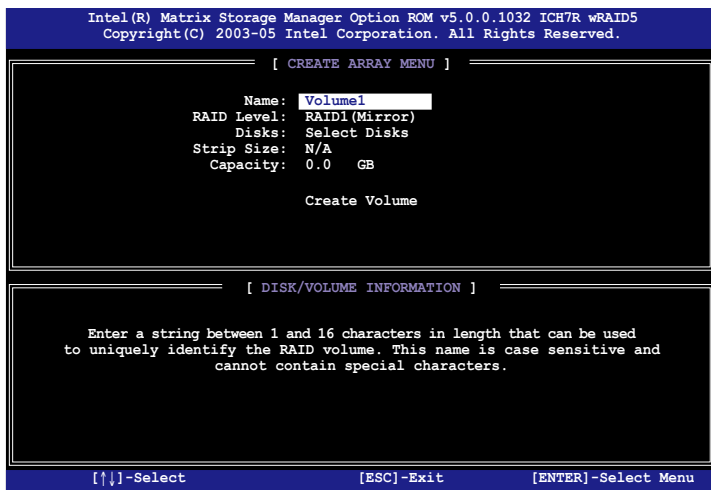 Intel(R) Matrix Storage Manager Option ROM v5.0.0.1032 ICH7R wRAID5
Copyright(C) 2003-05 Intel Corporation. All Rights Reserved.
[ CREATE ARRAY MENU ]
Name: Volume1
RAID Level: RAID1(Mirror)
Disks: Select Disks
Strip Size: N/A
Capacity: 0.0 GB
Create Volume
[ DISK/VOLUME INFORMATION ]
Enter a string between 1 and 16 characters in length that can be used
to uniquely identify the RAID volume. This name is case sensitive and
cannot contain special characters.
[↑↓]-Select [ESC]-Exit [ENTER]-Select Menu